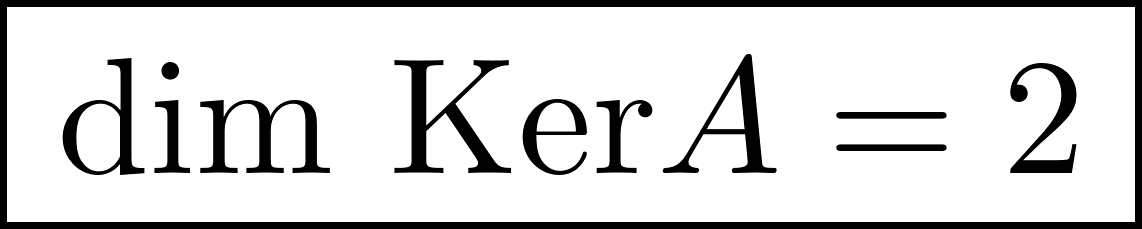 dim KerA = 2